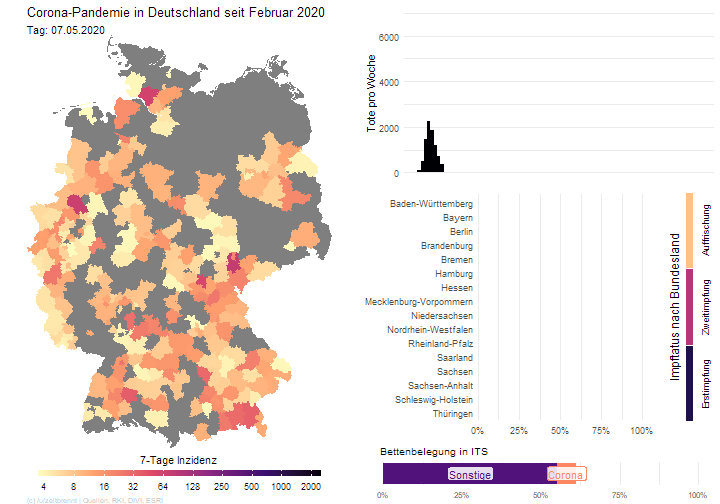 Corona-Pandemie in Deutschland seit Februar 2020
Tag: 07.05.2020
7-Tage Inzidenz
4 8 16 32 64 128 250 500 1000 2000
(c) /u/zeitbrennt | Quellen: RKI, DIVI, ESRI
Tote pro Woche
6000
4000
2000
0
Baden-Württemberg
Bayern
Berlin
Brandenburg
Bremen
Hamburg
Hessen
Mecklenburg-Vorpommern
Niedersachsen
Nordrhein-Westfalen
Rheinland-Pfalz
Saarland
Sachsen
Sachsen-Anhalt
Schleswig-Holstein
Thüringen
0% 25% 50% 75% 100%
Impfstatus nach Bundesland
Auffrischung
Zweitimpfung
Erstimpfung
Bettenbelegung in ITS
Sonstige
Corona
0% 25% 50% 75% 100%